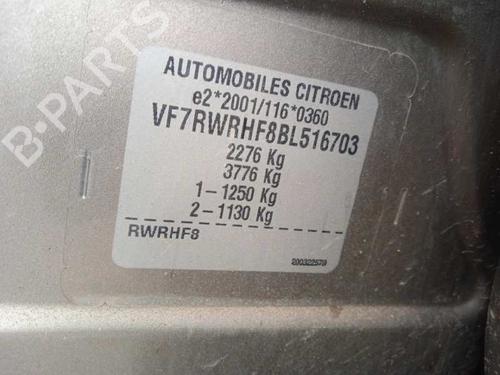 AUTOMOBILES CITROEN
e2*2001/116*0360
VF7RWRHF8BL516703
2276 Kg
3776 Kg
1-1250 Kg
2-1130 Kg
RWRHF8
200322579
B-PARTS